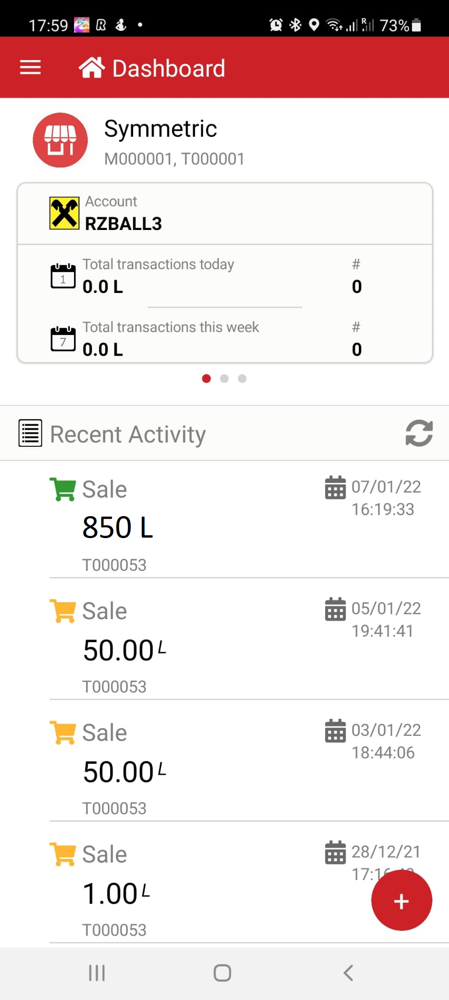 17:59 R R 73%
Dashboard
Symmetric
M000001, T000001
Account
RZBALL3
1
Total transactions today #
0.0 L 0
7
Total transactions this week #
0.0 L 0
Recent Activity
Sale 07/01/22
16:19:33
850 L
T000053
Sale 05/01/22
19:41:41
50.00 L
T000053
Sale 03/01/22
18:44:06
50.00 L
T000053
Sale 28/12/21
1.00 L
+
T000053